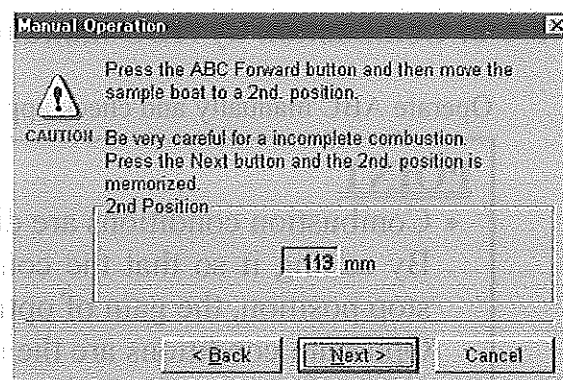 Manual Operation
Press the ABC Forward button and then move the
sample boat to a 2nd. position.
CAUTION
Be very careful for a incomplete combustion.
Press the Next button and the 2nd. position is
memorized.
2nd Position
113 mm
< Back Next > Cancel